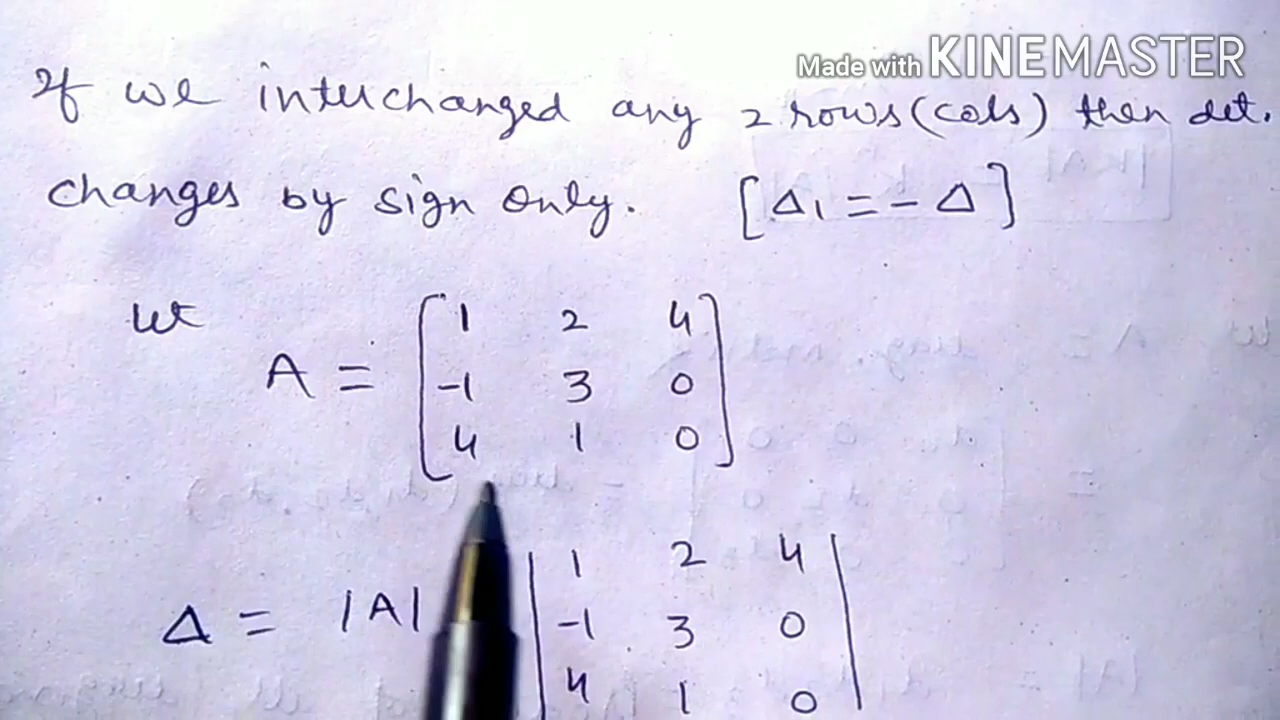 Made with KINEMASTER
If we interchanged any 2 rows (cols) then det.
changes by sign only. [Δ₁ = - Δ]
Let
A = [ 1 2 4
-1 3 0
4 1 0 ]
Δ = |A| | 1 2 4
-1 3 0
4 1 0 |